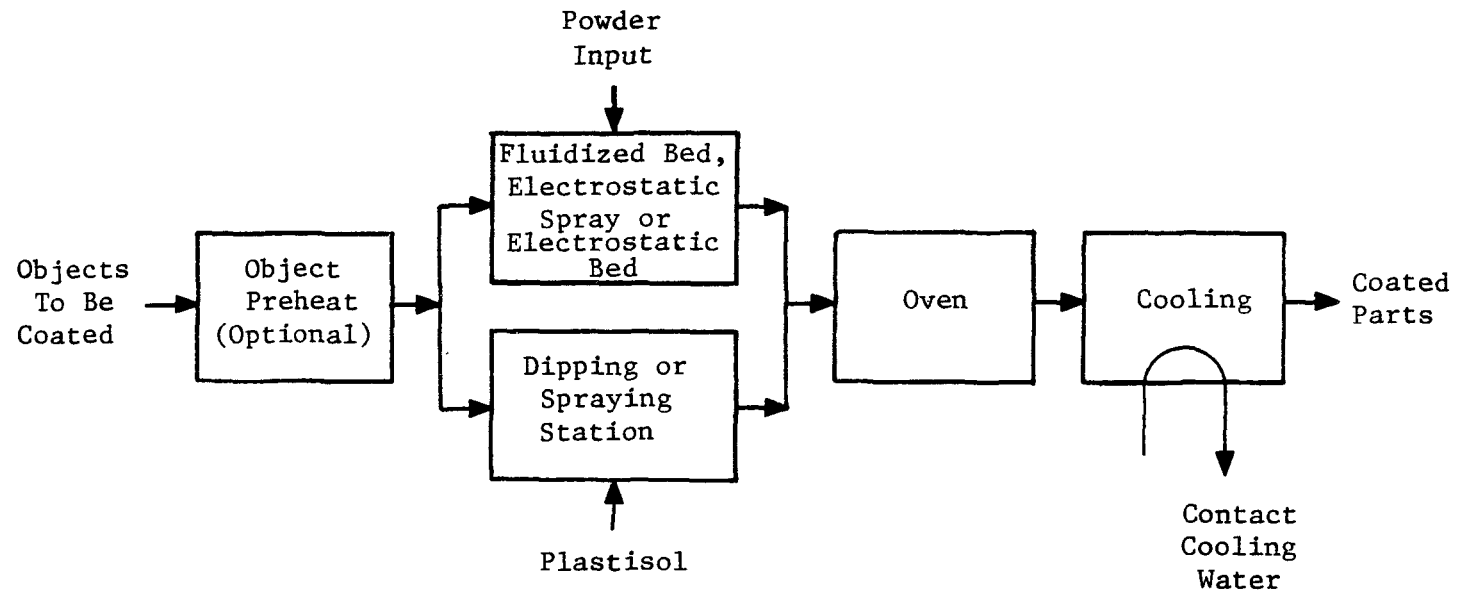 Powder
Input
Objects
To Be
Coated
Object
Preheat
(Optional)
Fluidized Bed,
Electrostatic
Spray or
Electrostatic
Bed
Dipping or
Spraying
Station
Plastisol
Oven
Cooling
Coated
Parts
Contact
Cooling
Water